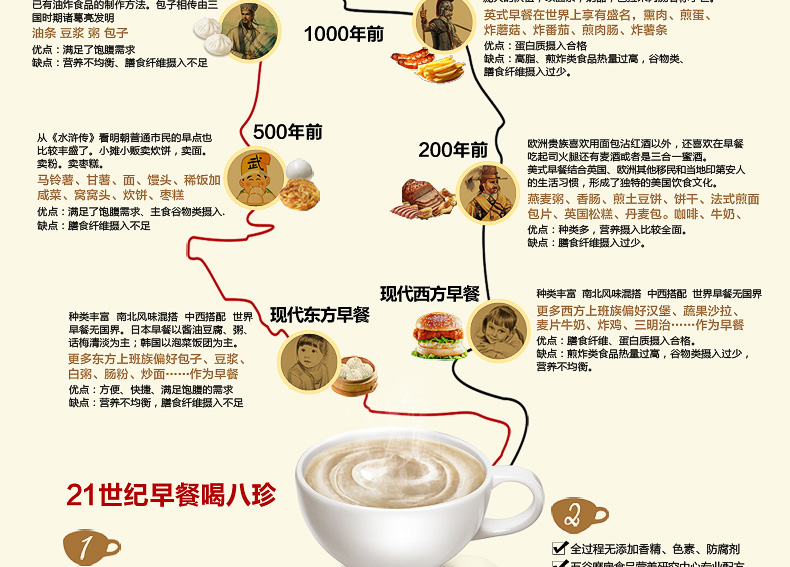 已有油炸食品的制作方法。包子相传由三
国时期诸葛亮发明
油条 豆浆 粥 包子
优点：满足了饱腹需求
缺点：营养不均衡、膳食纤维摄入不足
1000年前
英式早餐在世界上享有盛名，熏肉、煎蛋、
炸蘑菇、炸番茄、煎肉肠、炸薯条
优点：蛋白质摄入合格
缺点：高脂、煎炸类食品热量过高，谷物类、
膳食纤维摄入过少。
500年前
从《水浒传》看明朝普通市民的早点也
比较丰盛了。小摊小贩卖炊饼，卖面。
卖粉。卖枣糕。
马铃薯、甘薯、面、馒头、稀饭加
咸菜、窝窝头、炊饼、枣糕
优点：满足了饱腹需求、主食谷物类摄入.
缺点：膳食纤维摄入不足
武
200年前
欧洲贵族喜欢用面包沾红酒以外，还喜欢在早餐
吃起司火腿还有麦酒或者是三合一蜜酒。
美式早餐结合英国、欧洲其他移民和当地印第安人
的生活习惯，形成了独特的美国饮食文化。
燕麦粥、香肠、煎土豆饼、饼干、法式煎面
包片、英国松糕、丹麦包。咖啡、牛奶、
优点：种类多，营养摄入比较全面。
缺点：膳食纤维摄入过少。
现代东方早餐
种类丰富 南北风味混搭 中西搭配 世界
早餐无国界。日本早餐以酱油豆腐、粥、
话梅清淡为主；韩国以泡菜饭团为主。
更多东方上班族偏好包子、豆浆、
白粥、肠粉、炒面……作为早餐
优点：方便、快捷、满足饱腹的需求
缺点：营养不均衡，膳食纤维摄入不足
现代西方早餐
种类丰富 南北风味混搭 中西搭配 世界早餐无国界
更多西方上班族偏好汉堡、蔬果沙拉、
麦片牛奶、炸鸡、三明治……作为早餐
优点：膳食纤维、蛋白质摄入合格。
缺点：煎炸类食品热量过高，谷物类摄入过少，
营养不均衡。
21世纪早餐喝八珍
1
2
全过程无添加香精、色素、防腐剂
五谷磨房食品营养研究中心专业配方